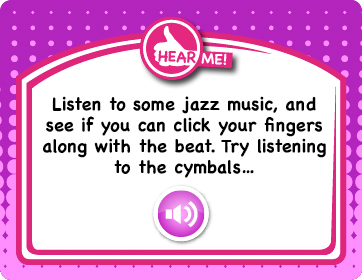 HEAR ME!
Listen to some jazz music, and
see if you can click your fingers
along with the beat. Try listening
to the cymbals...